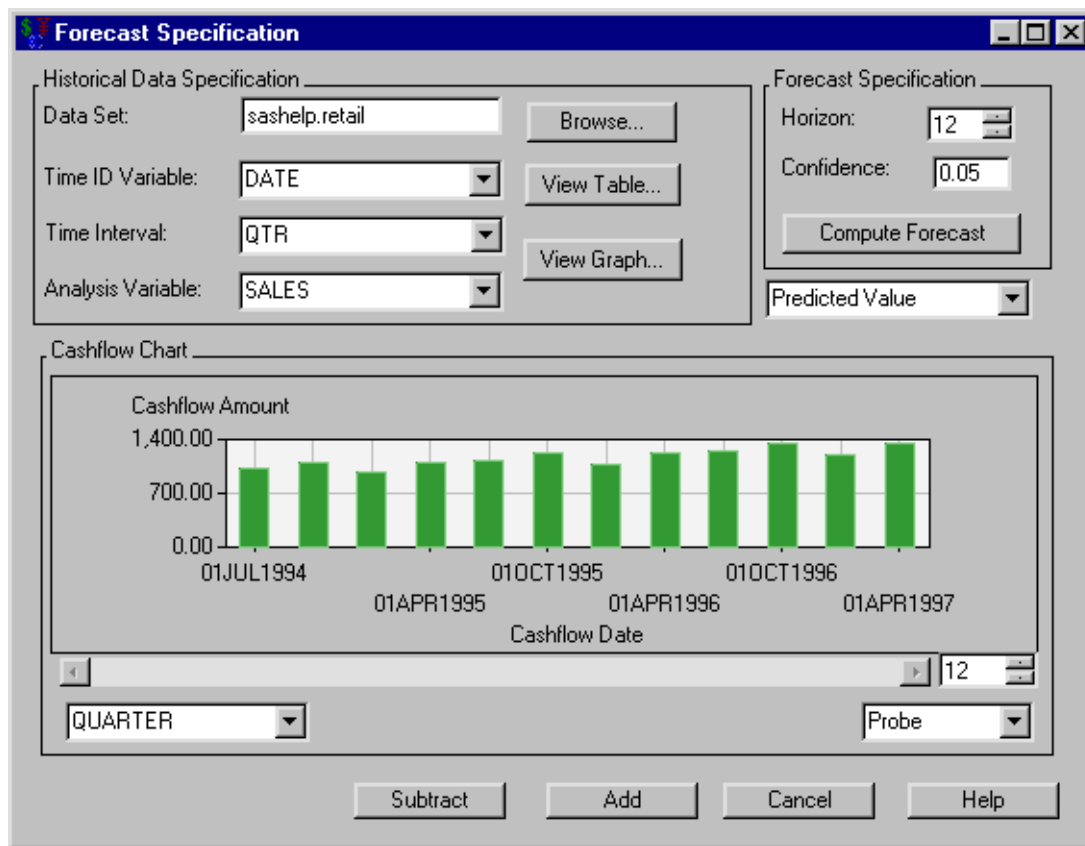 Forecast Specification
Historical Data Specification
Data Set:
sashelp.retail
Browse...
Time ID Variable:
DATE
View Table...
Time Interval:
QTR
View Graph...
Analysis Variable:
SALES
Forecast Specification
Horizon:
12
Confidence:
0.05
Compute Forecast
Predicted Value
Cashflow Chart
Cashflow Amount
1,400.00
700.00
0.00
01JUL1994
01OCT1995
01OCT1996
01APR1995
01APR1996
01APR1997
Cashflow Date
12
QUARTER
Probe
Subtract
Add
Cancel
Help